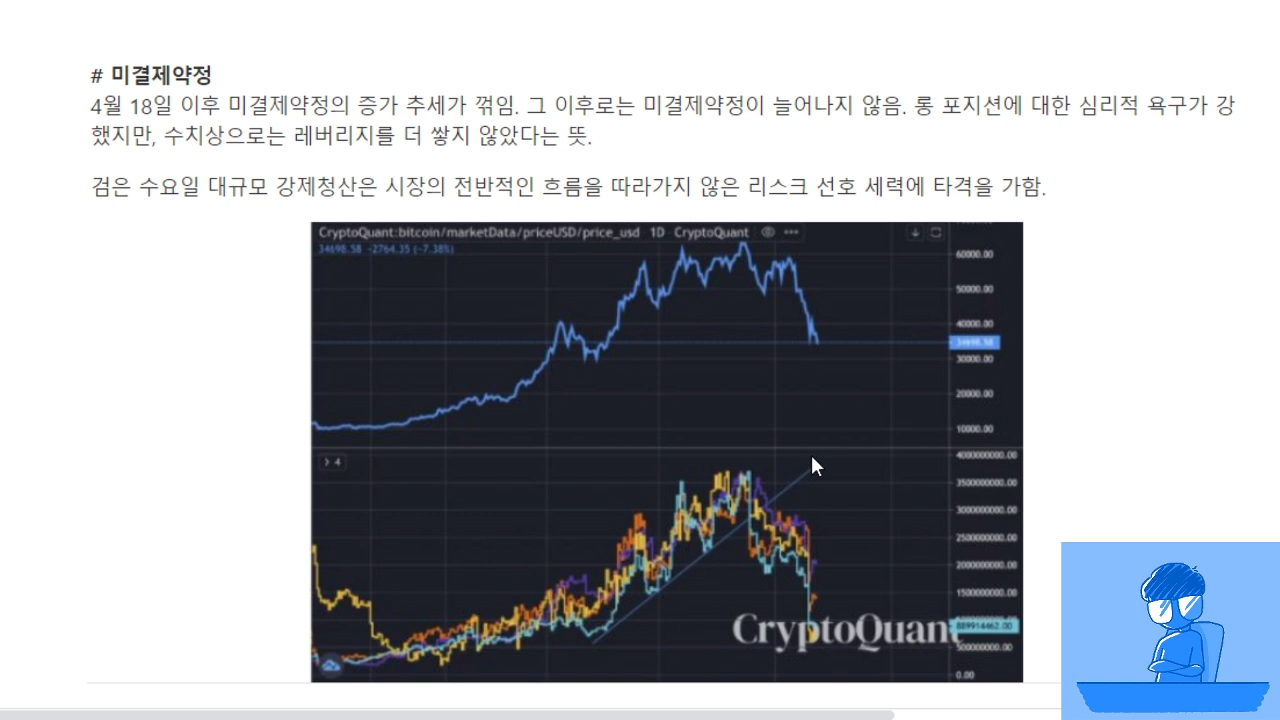 # 미결제약정
4월 18일 이후 미결제약정의 증가 추세가 꺾임. 그 이후로는 미결제약정이 늘어나지 않음. 롱 포지션에 대한 심리적 욕구가 강
했지만, 수치상으로는 레버리지를 더 쌓지 않았다는 뜻.
검은 수요일 대규모 강제청산은 시장의 전반적인 흐름을 따라가지 않은 리스크 선호 세력에 타격을 가함.
CryptoQuant:bitcoin/marketData/priceUSD/price_usd 1D CryptoQuant
34698.58 -2764.35 (-7.38%)
60000.00
50000.00
40000.00
34698.58
30000.00
20000.00
10000.00
4
4000000000.00
3500000000.00
3000000000.00
2500000000.00
2000000000.00
1500000000.00
CryptoQuant
889914462.00
500000000.00
0.00